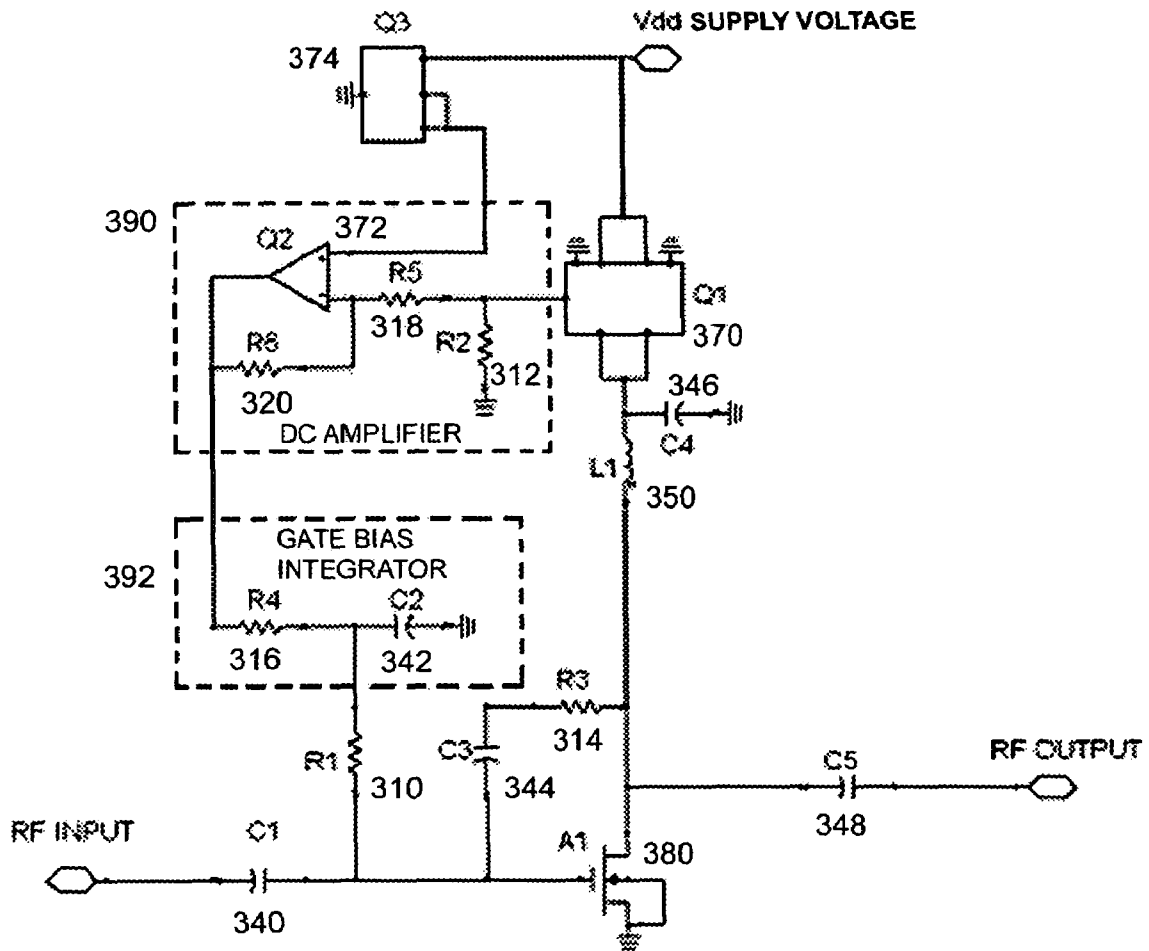 Q3
Vdd SUPPLY VOLTAGE
374
390
372
Q2
R5
318
R2
312
Q1
370
R6
320
346
C4
DC AMPLIFIER
L1
350
GATE BIAS
INTEGRATOR
392
R4
C2
316
342
R3
314
R1
310
C3
344
C5
RF OUTPUT
348
RF INPUT
C1
A1
380
340